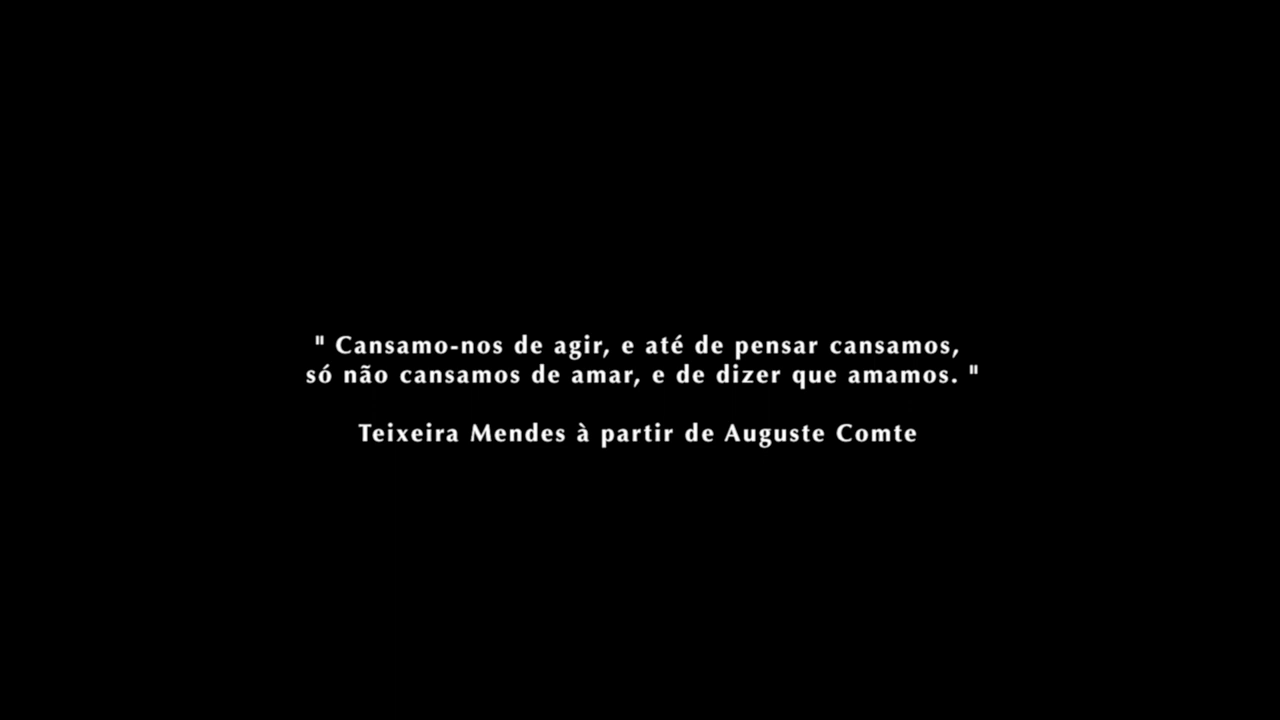 " Cansamo-nos de agir, e até de pensar cansamos,
só não cansamos de amar, e de dizer que amamos. "
Teixeira Mendes à partir de Auguste Comte